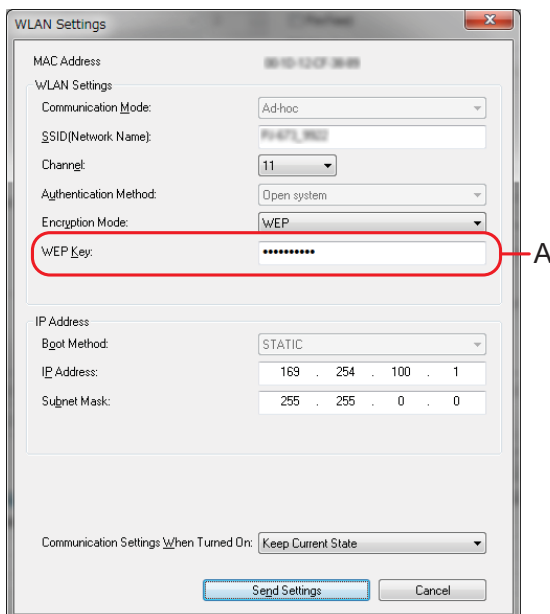 WLAN Settings
MAC Address
WLAN Settings
Communication Mode: Ad-hoc
SSID(Network Name):
Channel: 11
Authentication Method: Open system
Encryption Mode: WEP
WEP Key: ••••••••••
A
IP Address
Boot Method: STATIC
IP Address: 169 . 254 . 100 . 1
Subnet Mask: 255 . 255 . 0 . 0
Communication Settings When Turned On: Keep Current State
Send Settings Cancel